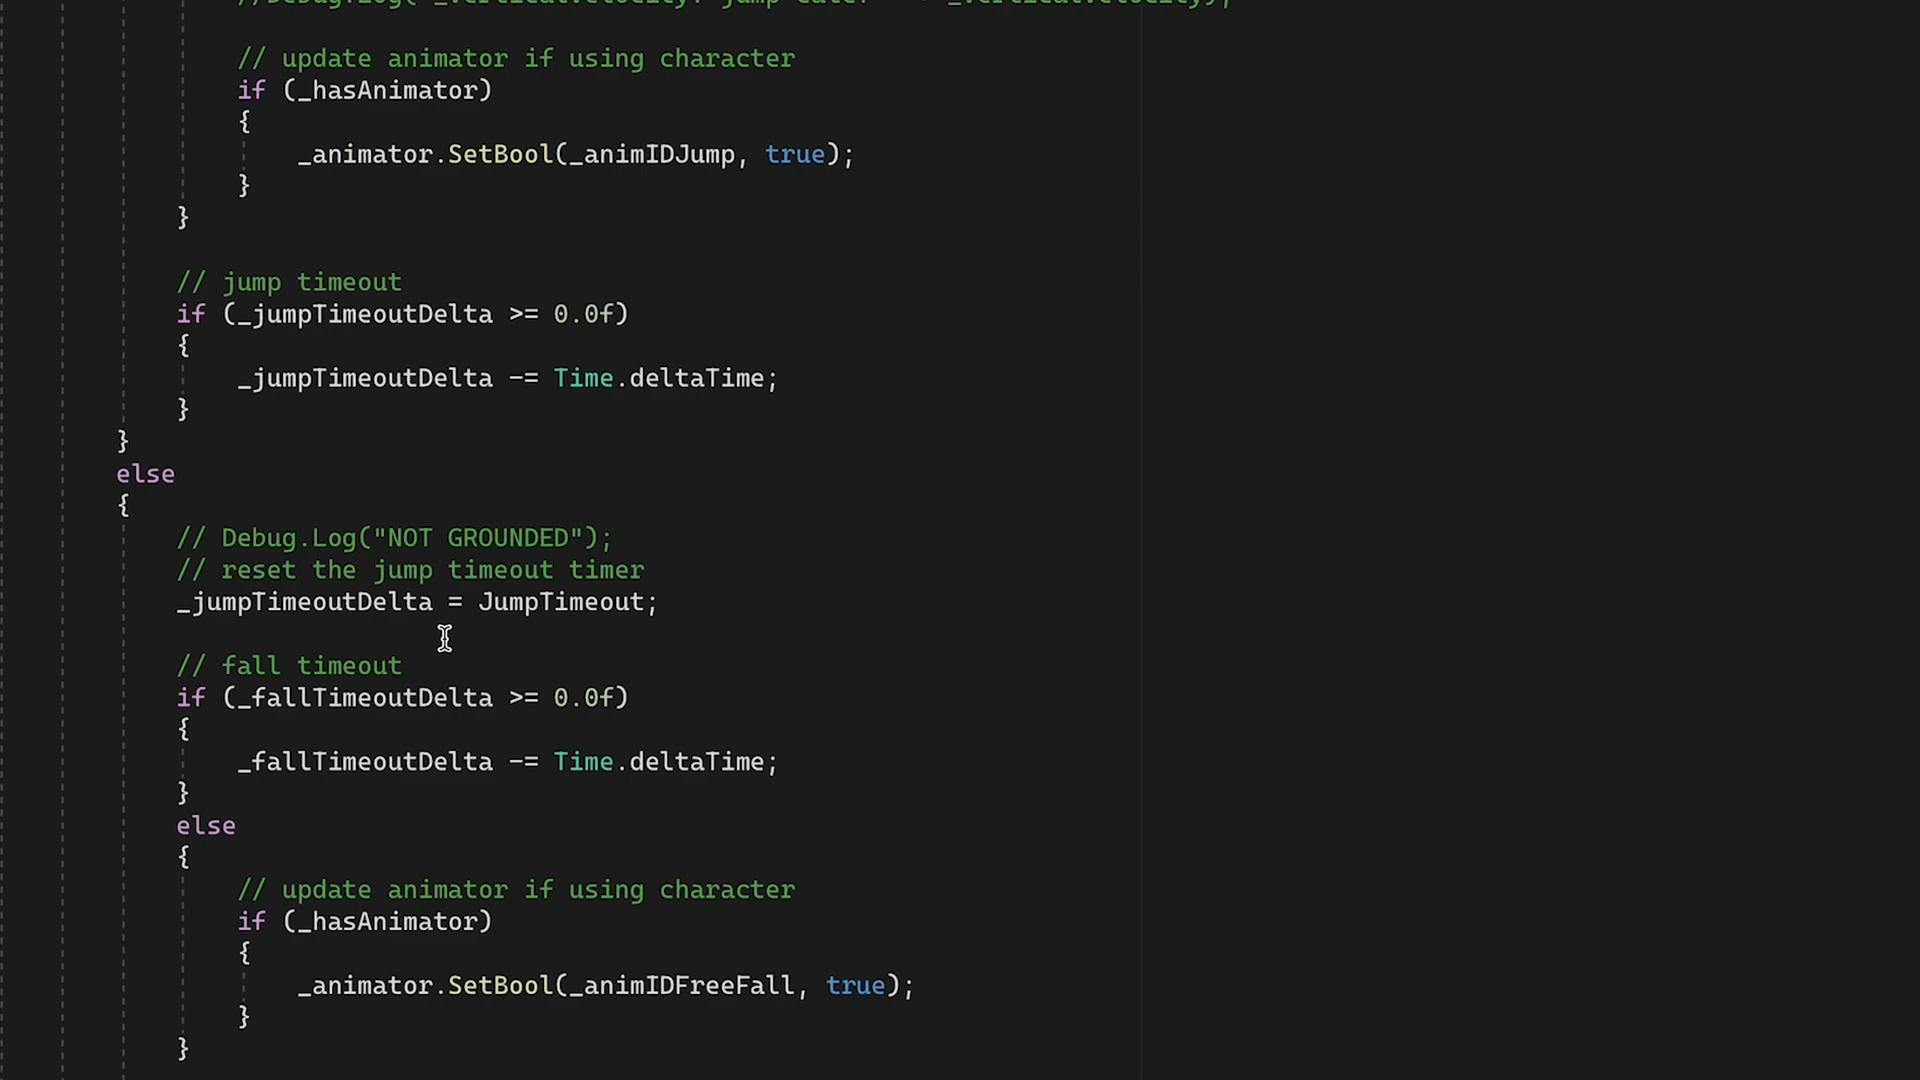 // update animator if using character
if (_hasAnimator)
{
_animator.SetBool(_animIDJump, true);
}
}
// jump timeout
if (_jumpTimeoutDelta >= 0.0f)
{
_jumpTimeoutDelta -= Time.deltaTime;
}
}
else
{
// Debug.Log("NOT GROUNDED");
// reset the jump timeout timer
_jumpTimeoutDelta = JumpTimeout;
// fall timeout
if (_fallTimeoutDelta >= 0.0f)
{
_fallTimeoutDelta -= Time.deltaTime;
}
else
{
// update animator if using character
if (_hasAnimator)
{
_animator.SetBool(_animIDFreeFall, true);
}
}